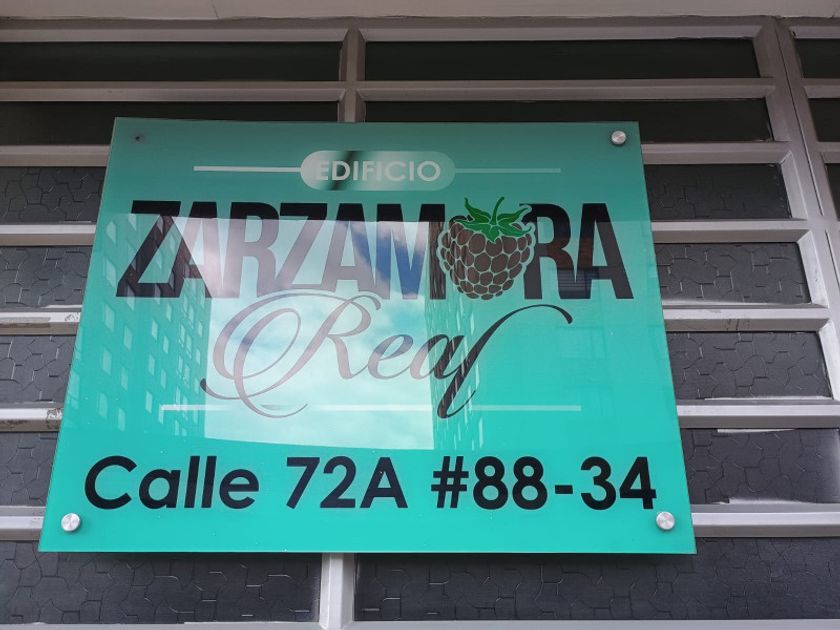 EDIFICIO
ZARZAMORA
Real
Calle 72A #88-34